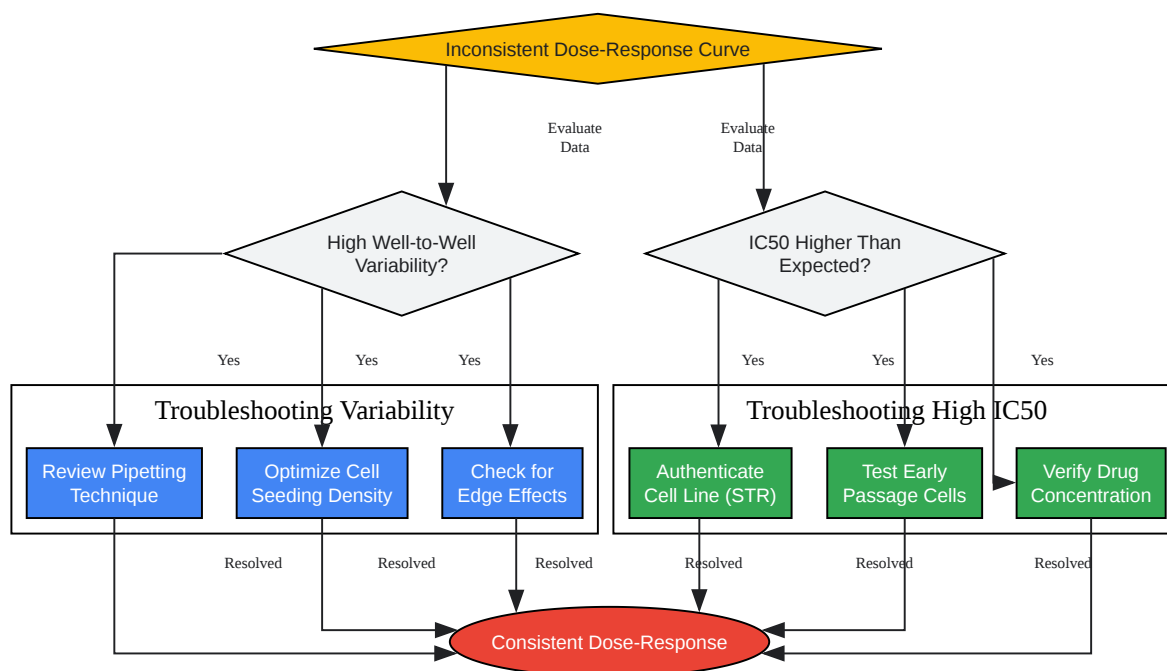 Inconsistent Dose-Response Curve
Evaluate
Data
Evaluate
Data
High Well-to-Well
Variability?
IC50 Higher Than
Expected?
Yes
Yes
Yes
Yes
Yes
Yes
Troubleshooting Variability
Troubleshooting High IC50
Review Pipetting
Technique
Optimize Cell
Seeding Density
Check for
Edge Effects
Authenticate
Cell Line (STR)
Test Early
Passage Cells
Verify Drug
Concentration
Resolved
Resolved
Resolved
Resolved
Resolved
Resolved
Consistent Dose-Response